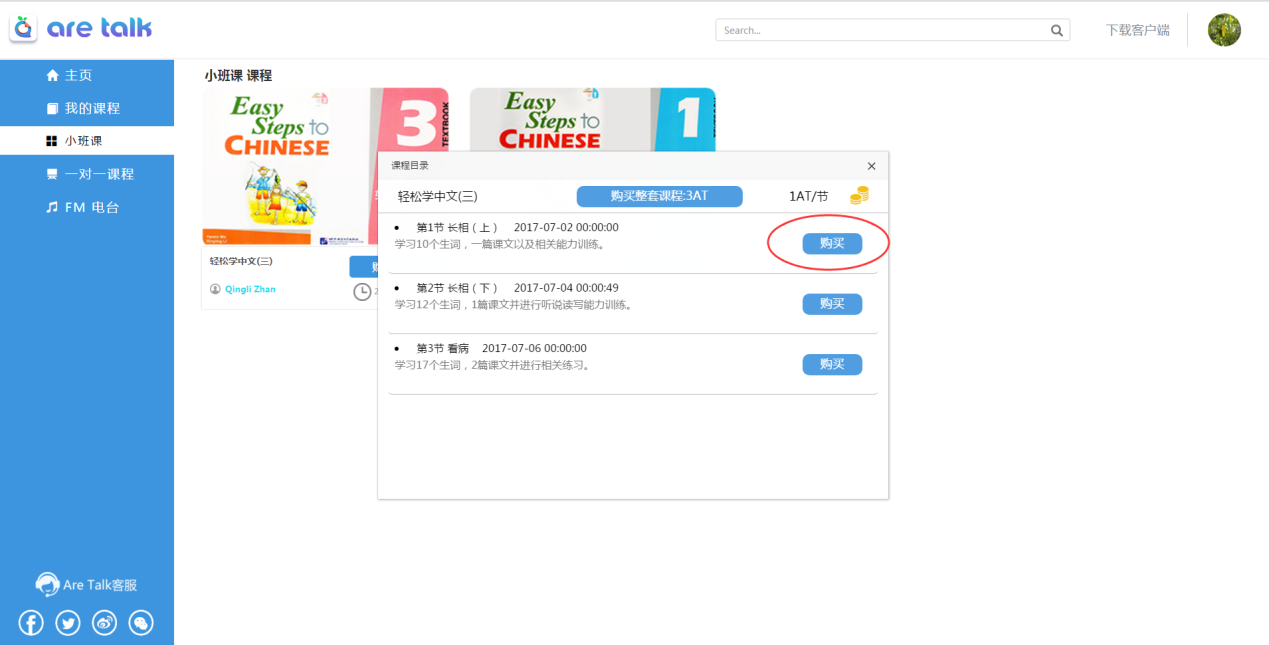 are talk
Search...
下载客户端
主页
我的课程
小班课
一对一课程
FM 电台
Are Talk客服
小班课 课程
Easy
Steps to
CHINESE
3
TEXTBOOK
Easy
Steps to
CHINESE
1
轻松学中文(三)
Qingli Zhan
课程目录
轻松学中文(三)
购买整套课程:3AT
1AT/节
第1节 长相（上） 2017-07-02 00:00:00
学习10个生词，一篇课文以及相关能力训练。
购买
第2节 长相（下） 2017-07-04 00:00:49
学习12个生词，1篇课文并进行听说读写能力训练。
购买
第3节 看病 2017-07-06 00:00:00
学习17个生词，2篇课文并进行相关练习。
购买